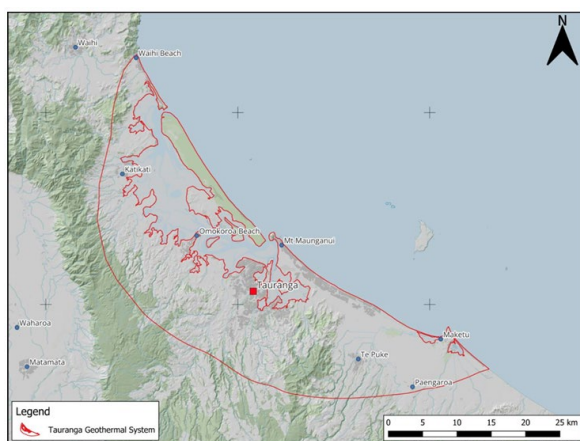 Waihi
Waihi Beach
N
Katikati
Omokoroa Beach
Mt Maunganui
Tauranga
Waharoa
Maketu
Te Puke
Matamata
Paengaroa
Legend
Tauranga Geothermal System
0 5 10 15 20 25 km